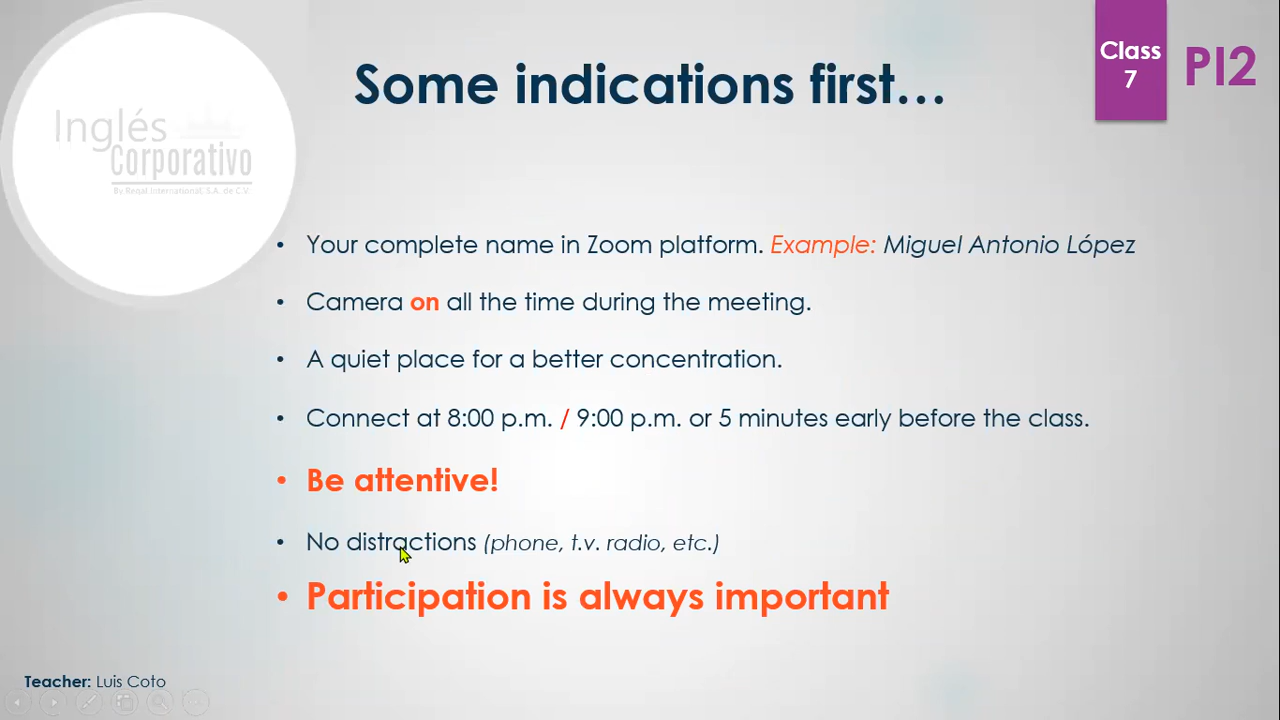 Class
7
PI2
Some indications first…
Inglés
Corporativo
By Regal International, S.A. de C.V.
• Your complete name in Zoom platform. Example: Miguel Antonio López
• Camera on all the time during the meeting.
• A quiet place for a better concentration.
• Connect at 8:00 p.m. / 9:00 p.m. or 5 minutes early before the class.
• Be attentive!
• No distractions (phone, t.v. radio, etc.)
• Participation is always important
Teacher: Luis Coto